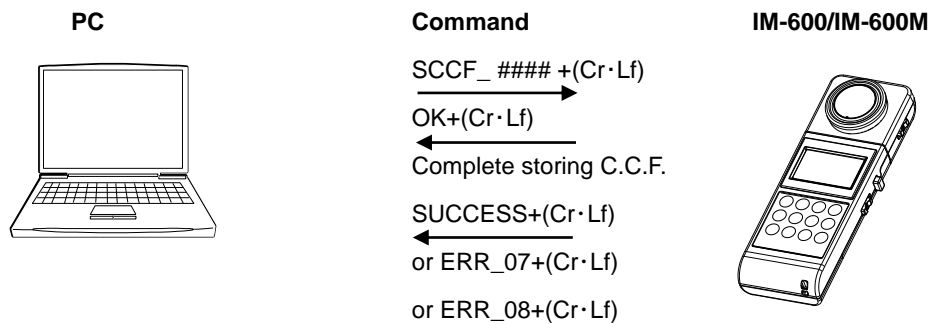 PC Command IM-600/IM-600M
SCCF_ #### +(Cr･Lf)
OK+(Cr･Lf)
Complete storing C.C.F.
SUCCESS+(Cr･Lf)
or ERR_07+(Cr･Lf)
or ERR_08+(Cr･Lf)